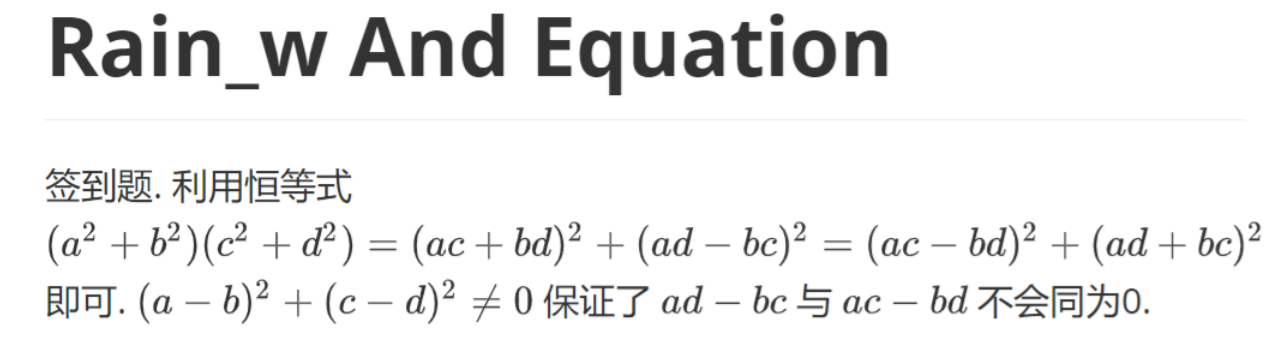 Rain_w And Equation
签到题. 利用恒等式
(a² + b²)(c² + d²) = (ac + bd)² + (ad − bc)² = (ac − bd)² + (ad + bc)²
即可. (a − b)² + (c − d)² ≠ 0 保证了 ad − bc 与 ac − bd 不会同为0.